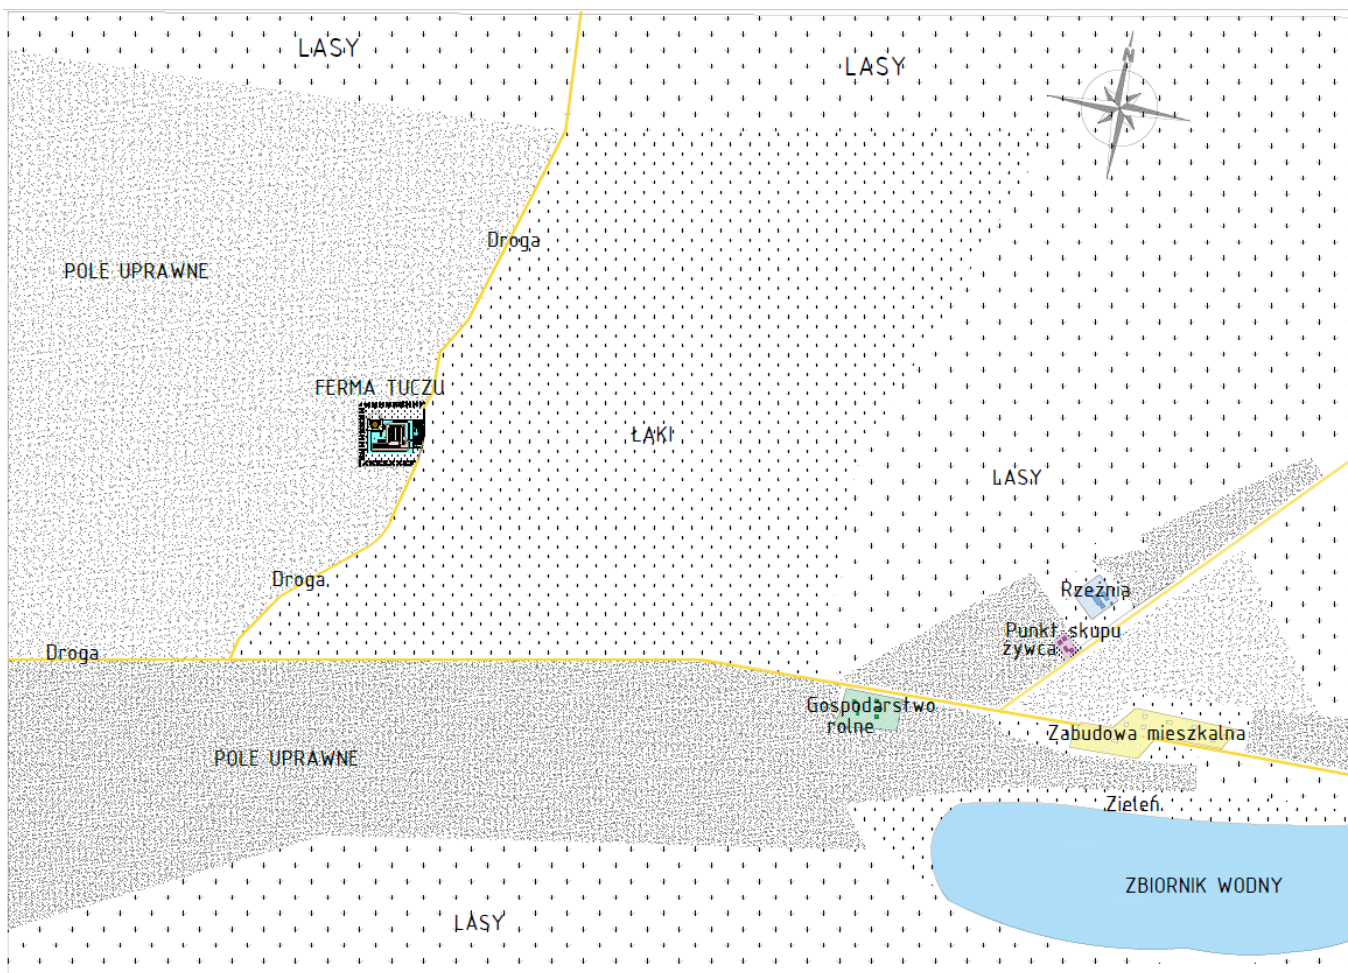 LASY
LASY
N
Droga
POLE UPRAWNE
FERMA TUCZU
ŁĄKI
LASY
Droga
Rzeźnia
Punkt skupu
żywca
Droga
Gospodarstwo
rolne
Zabudowa mieszkalna
POLE UPRAWNE
Zieleń
ZBIORNIK WODNY
LASY